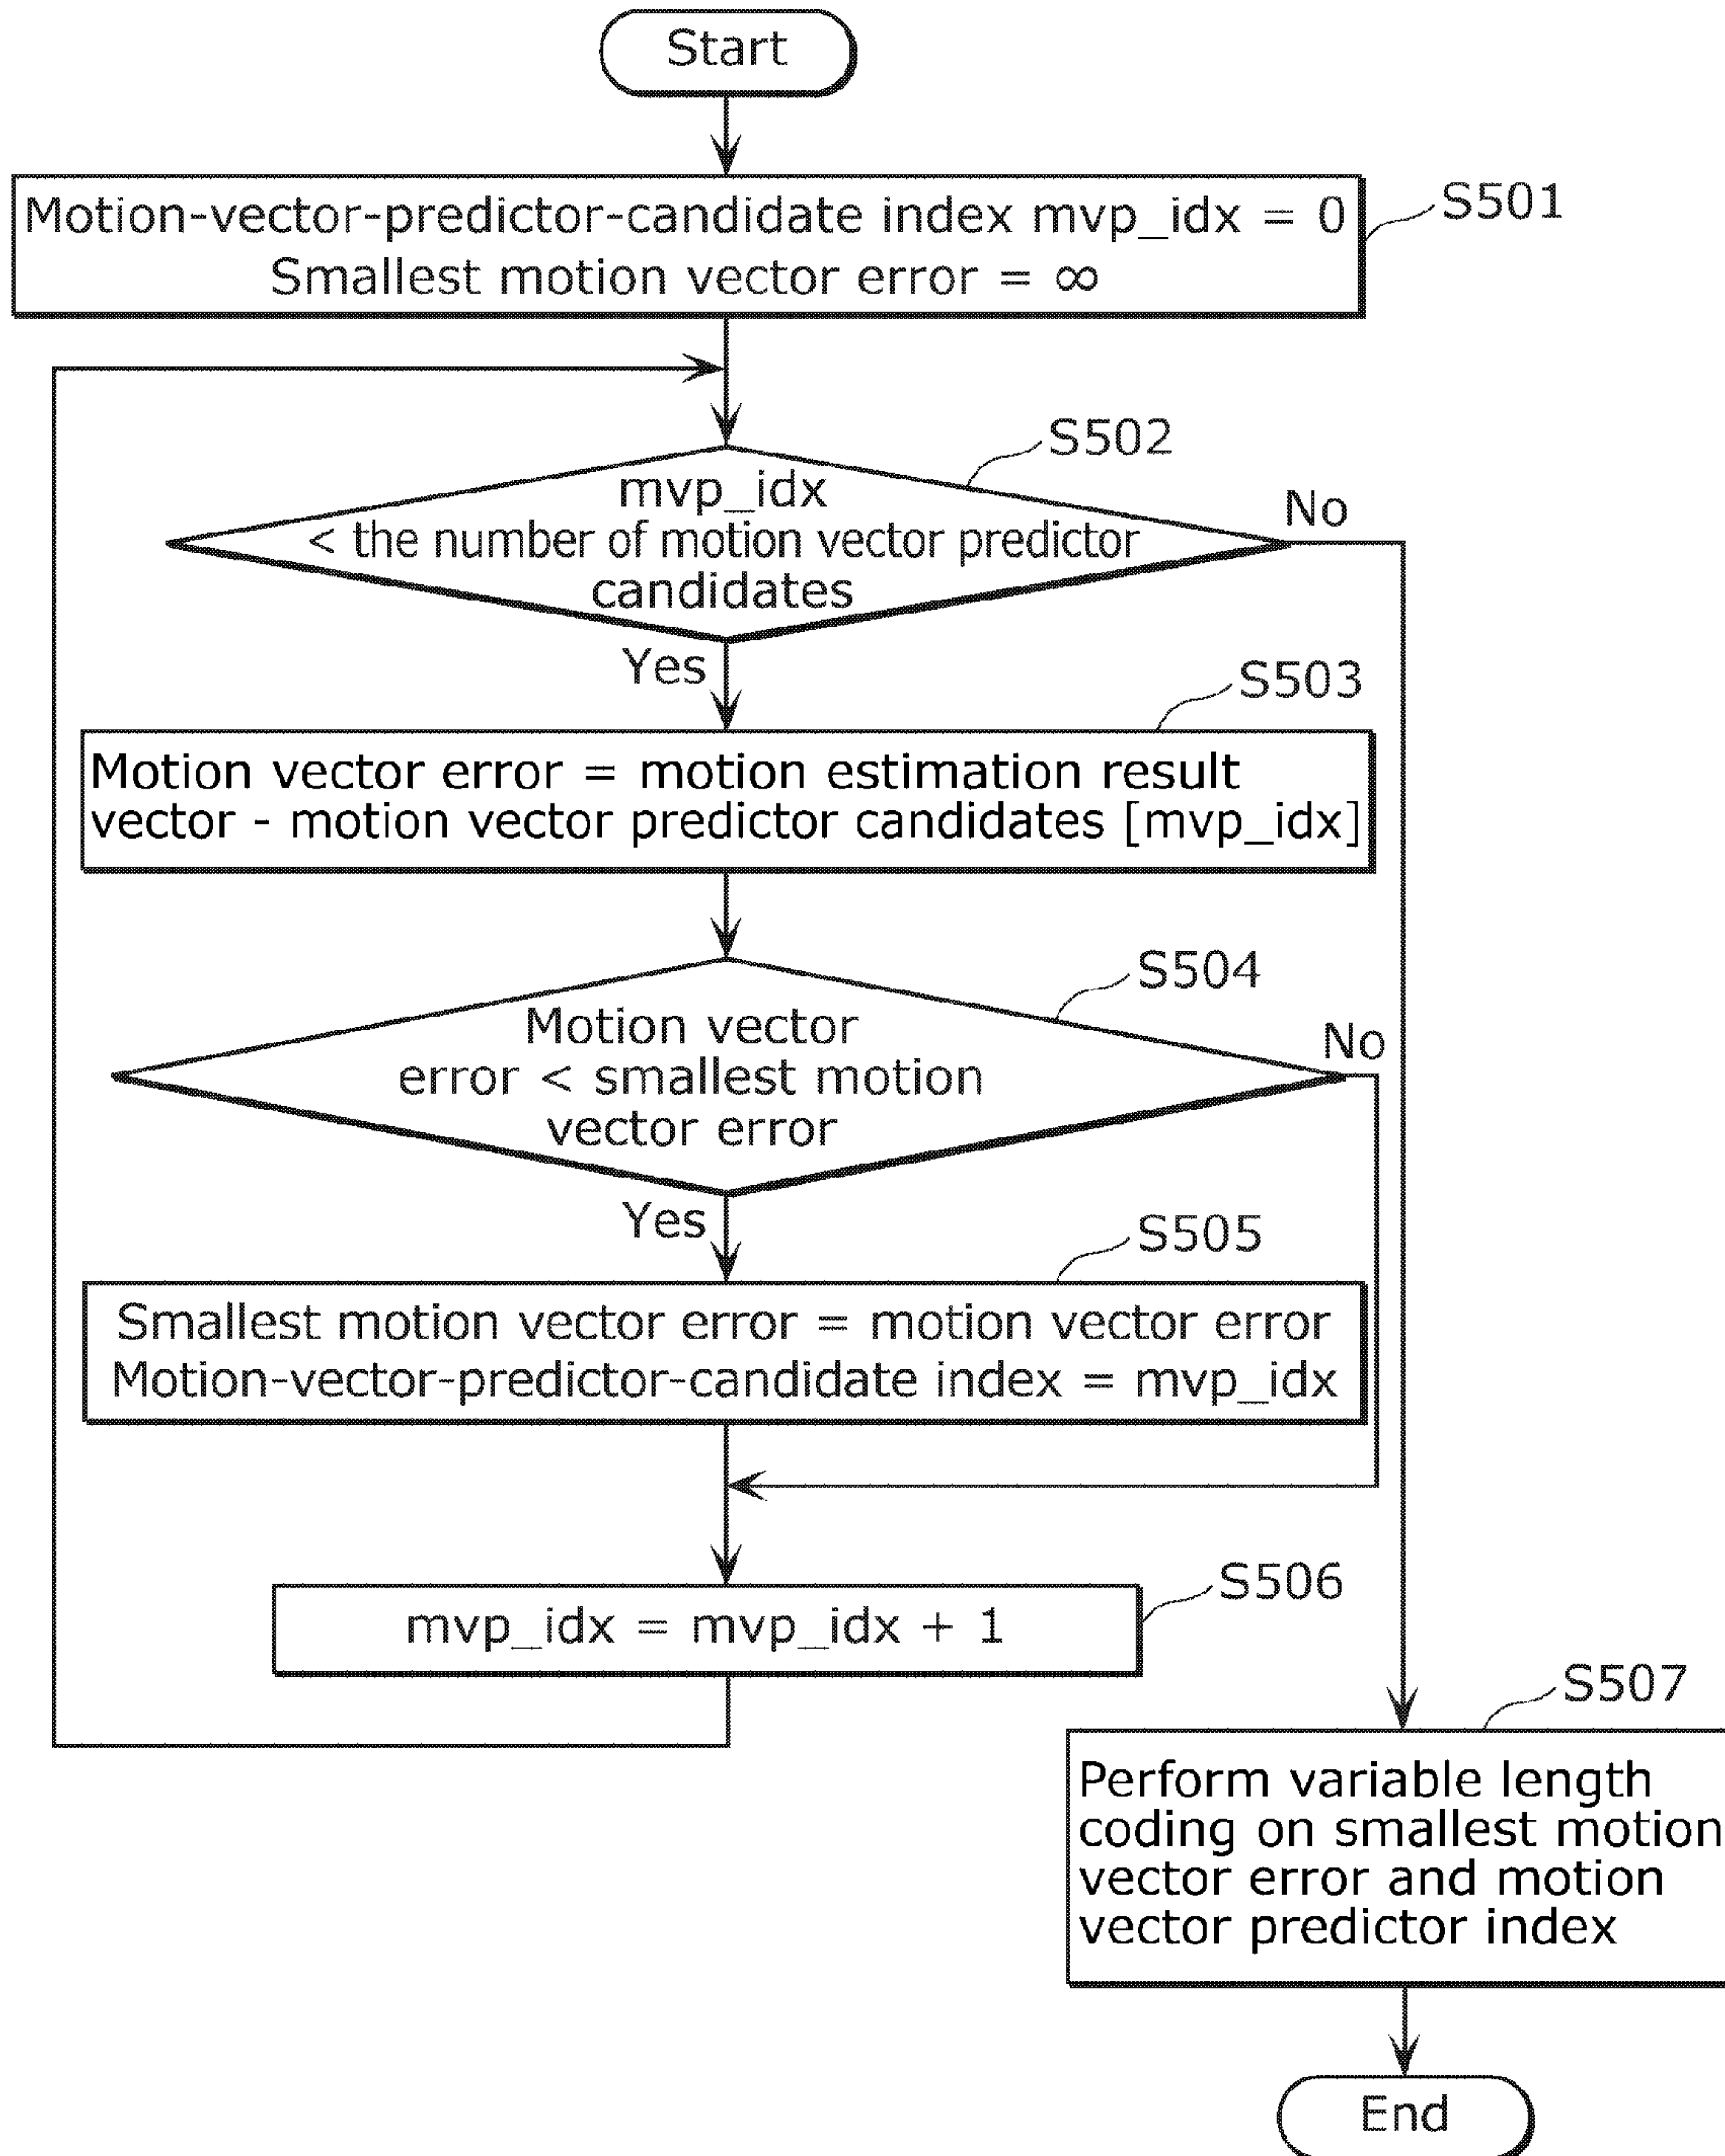 Start
Motion-vector-predictor-candidate index mvp_idx = 0
Smallest motion vector error = ∞
S501
S502
mvp_idx
< the number of motion vector predictor
candidates
No
Yes
S503
Motion vector error = motion estimation result
vector - motion vector predictor candidates [mvp_idx]
S504
Motion vector
error < smallest motion
vector error
No
Yes
S505
Smallest motion vector error = motion vector error
Motion-vector-predictor-candidate index = mvp_idx
S506
mvp_idx = mvp_idx + 1
S507
Perform variable length
coding on smallest motion
vector error and motion
vector predictor index
End